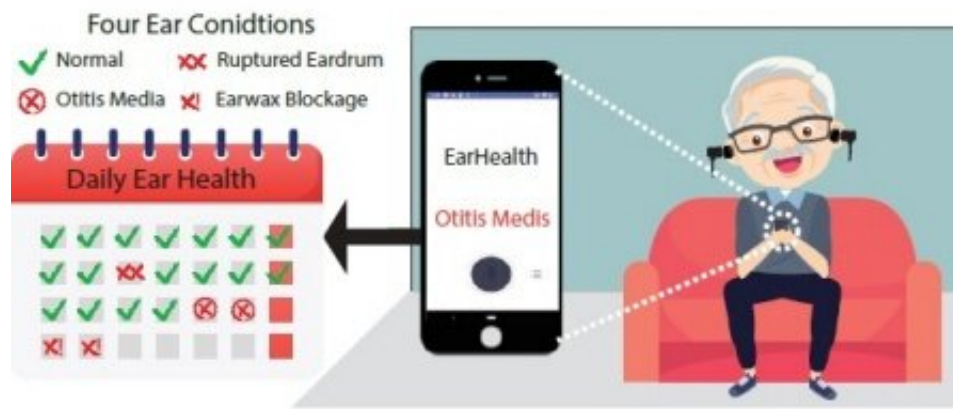 Four Ear Conidtions
Normal
Ruptured Eardrum
Otitis Media
Earwax Blockage
Daily Ear Health
EarHealth
Otitis Medis